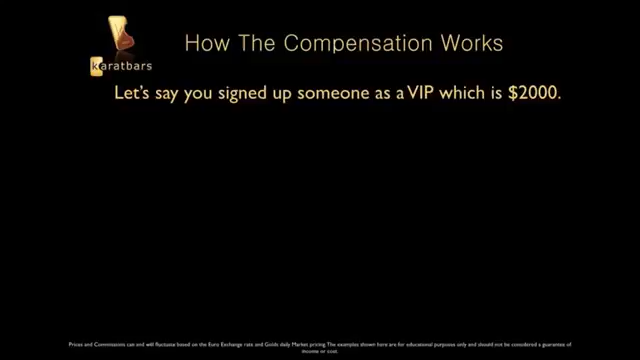 How The Compensation Works
karatbars
Let's say you signed up someone as a VIP which is $2000.
Prices and Commissions can and will fluctuate based on the Euro Exchange rate and Golds daily Market pricing. The examples shown here are for educational purposes only and should not be considered a guarantee of
income or cost.